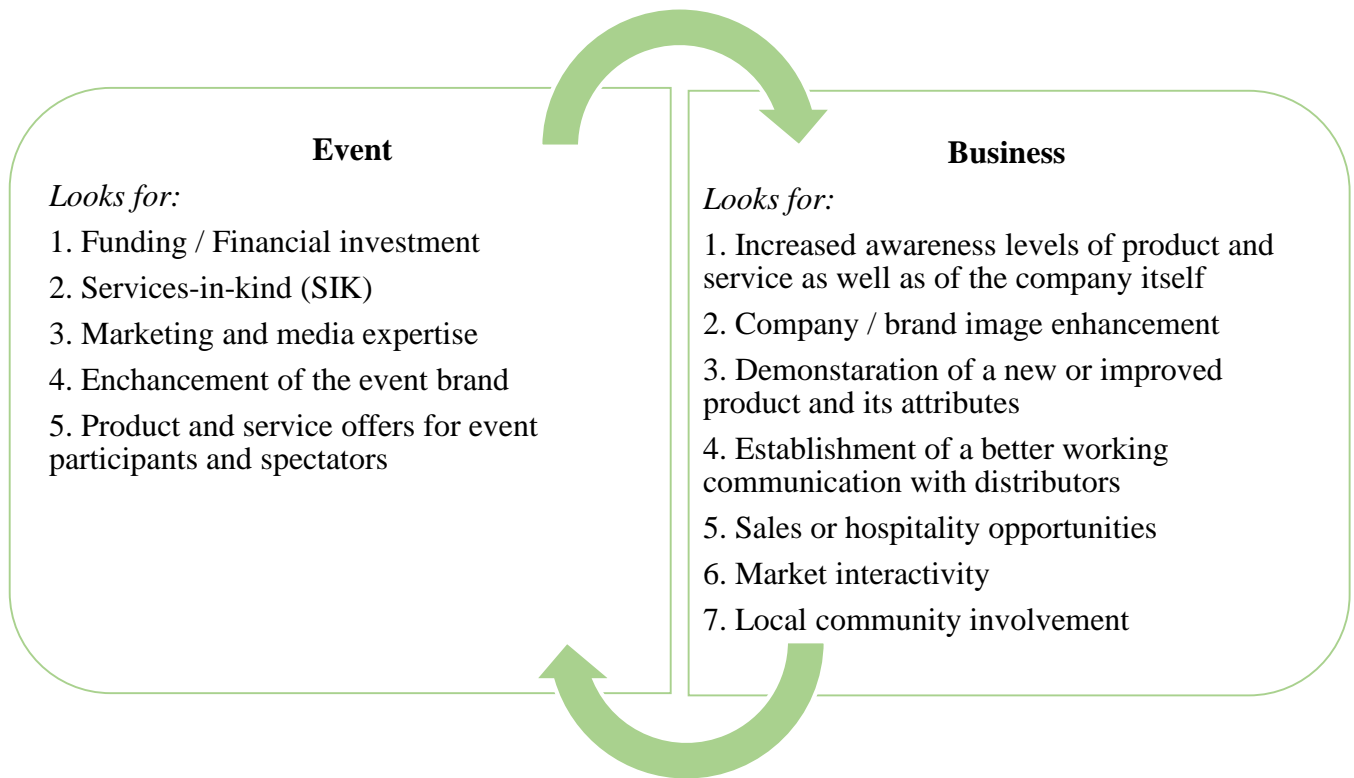 Event
Looks for:
1. Funding / Financial investment
2. Services-in-kind (SIK)
3. Marketing and media expertise
4. Enchancement of the event brand
5. Product and service offers for event
participants and spectators
Business
Looks for:
1. Increased awareness levels of product and
service as well as of the company itself
2. Company / brand image enhancement
3. Demonstaration of a new or improved
product and its attributes
4. Establishment of a better working
communication with distributors
5. Sales or hospitality opportunities
6. Market interactivity
7. Local community involvement